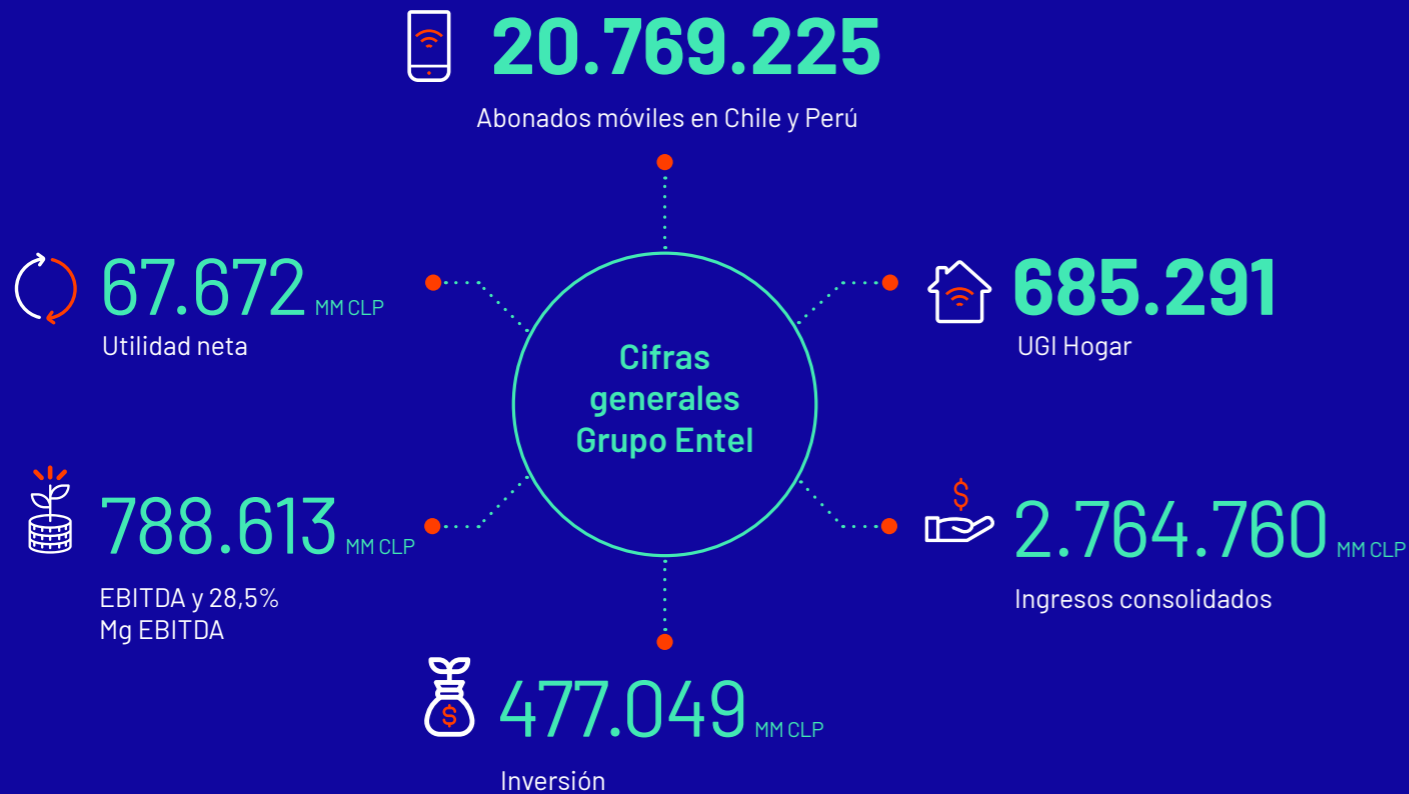 20.769.225
Abonados móviles en Chile y Perú
67.672 MM CLP
Utilidad neta
685.291
UGI Hogar
Cifras
generales
Grupo Entel
788.613 MM CLP
EBITDA y 28,5%
Mg EBITDA
$
2.764.760 MM CLP
Ingresos consolidados
$
477.049 MM CLP
Inversión